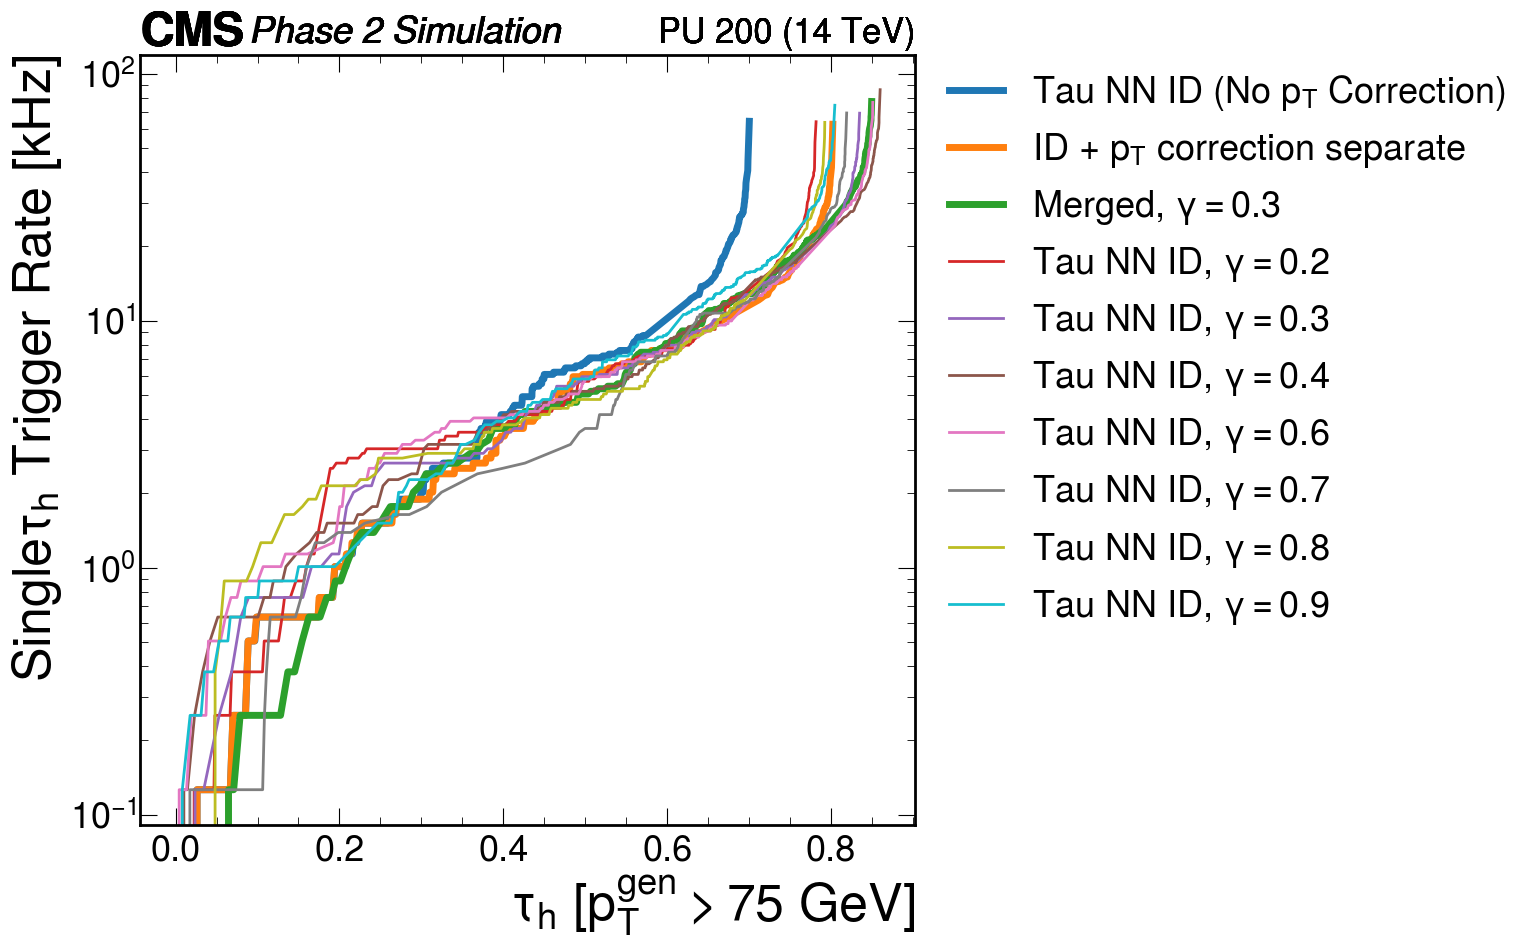 CMS Phase 2 Simulation PU 200 (14 TeV)
Single τh Trigger Rate [kHz]
10²
10¹
10⁰
10⁻¹
0.0 0.2 0.4 0.6 0.8
τh [pTgen > 75 GeV]
Tau NN ID (No pT Correction)
ID + pT correction separate
Merged, γ = 0.3
Tau NN ID, γ = 0.2
Tau NN ID, γ = 0.3
Tau NN ID, γ = 0.4
Tau NN ID, γ = 0.6
Tau NN ID, γ = 0.7
Tau NN ID, γ = 0.8
Tau NN ID, γ = 0.9